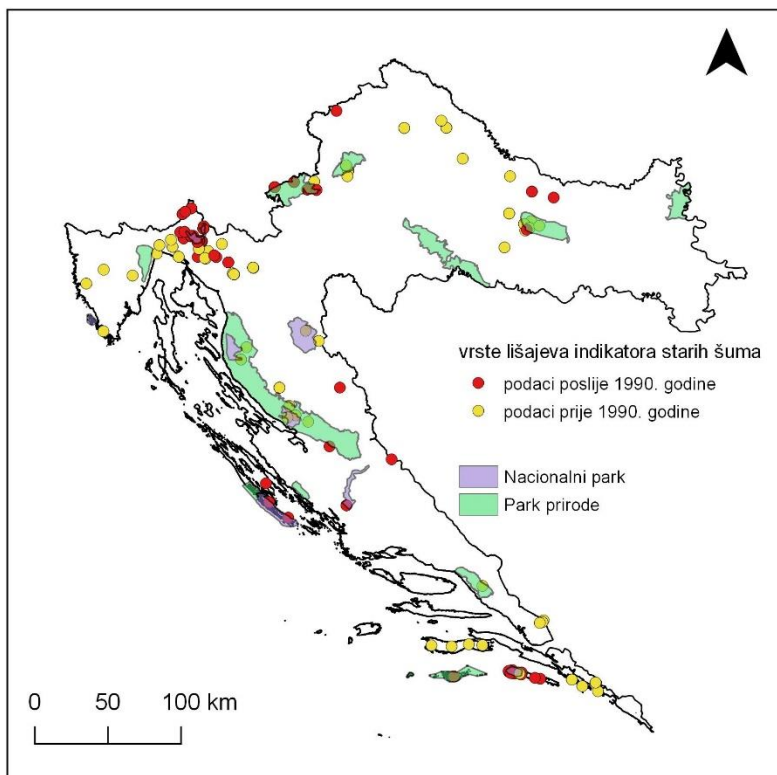 vrste lišajeva indikatora starih šuma
podaci poslije 1990. godine
podaci prije 1990. godine
Nacionalni park
Park prirode
0 50 100 km